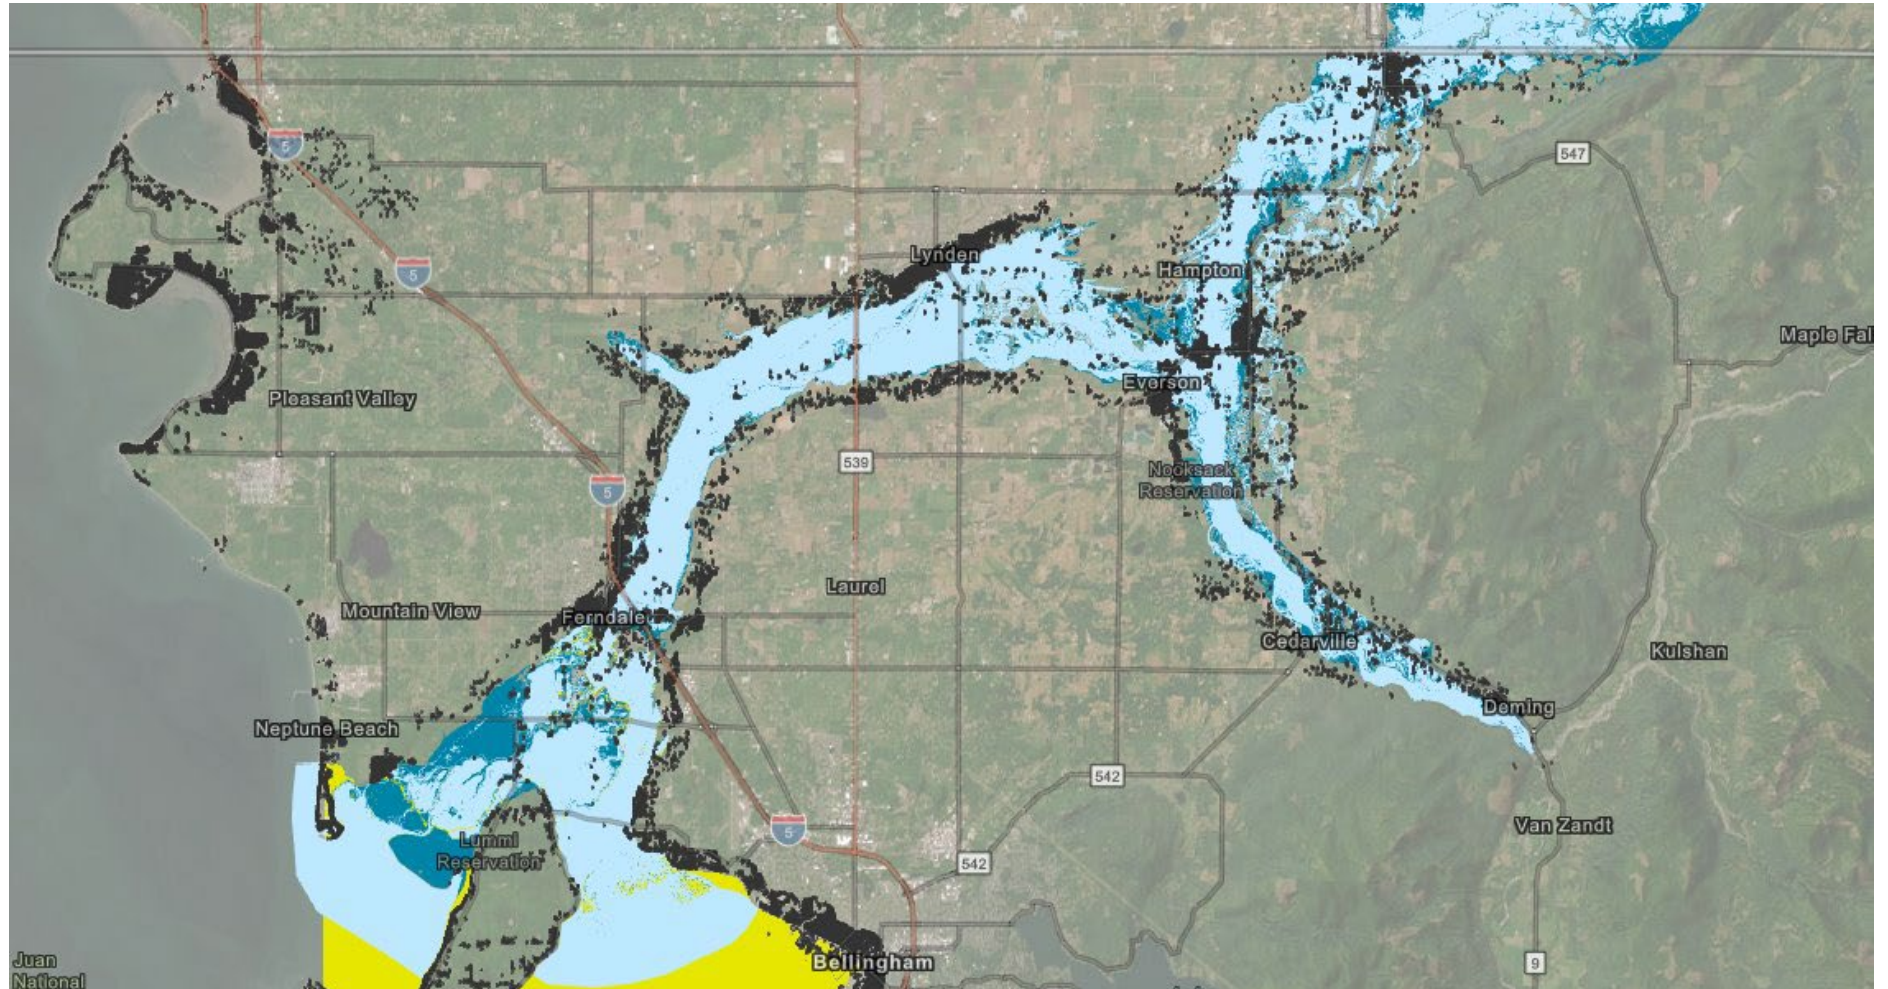 5
547
Lynden
Hampton
5
Maple Fal
Everson
Pleasant Valley
539
Nooksack
Reservation
5
Laurel
Mountain View
Ferndale
Cedarville
Kulshan
Deming
Neptune Beach
542
5
Van Zandt
Lummi
Reservation
542
Juan
National
Bellingham
9